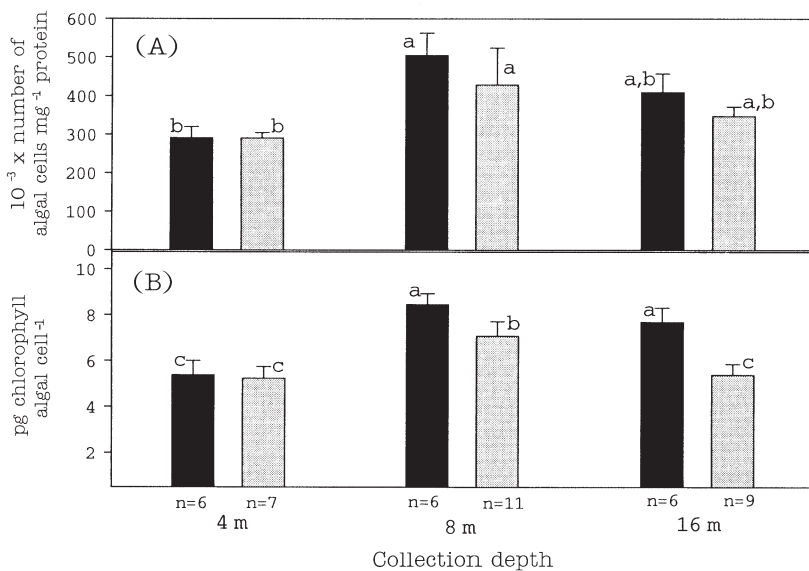 600
500
400
300
200
100
0
10⁻³ x number of
algal cells mg⁻¹ protein
(A)
b b
a a
a,b a,b
10
8
6
4
2
pg chlorophyll
algal cell-1
(B)
c c
a b
a c
n=6 n=7 n=6 n=11 n=6 n=9
4 m 8 m 16 m
Collection depth